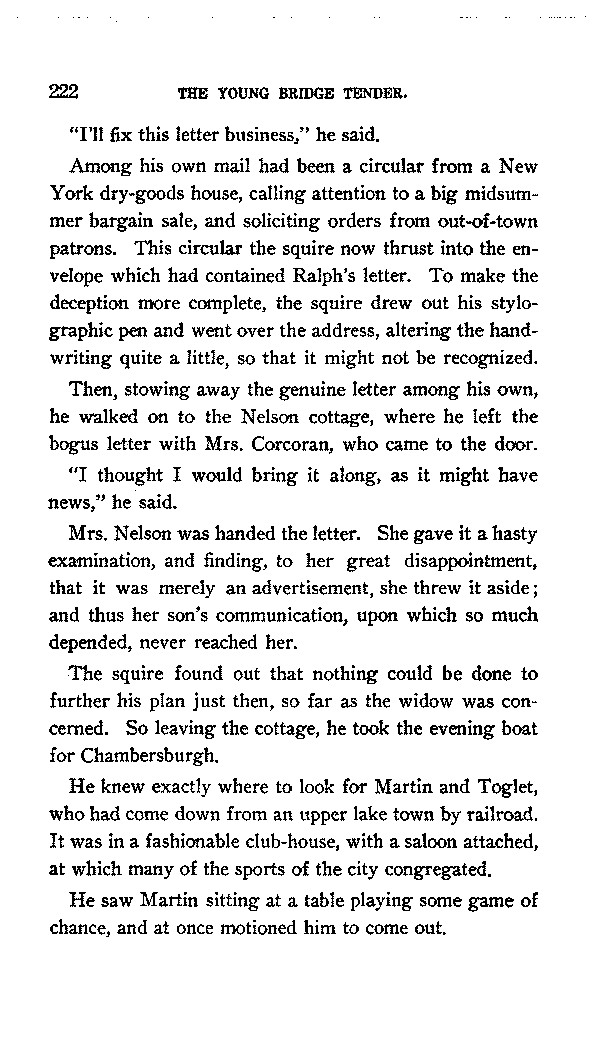 222 THE YOUNG BRIDGE TENDER.
"I'll fix this letter business," he said.
Among his own mail had been a circular from a New
York dry-goods house, calling attention to a big midsum-
mer bargain sale, and soliciting orders from out-of-town
patrons. This circular the squire now thrust into the en-
velope which had contained Ralph's letter. To make the
deception more complete, the squire drew out his stylo-
graphic pen and went over the address, altering the hand-
writing quite a little, so that it might not be recognized.
Then, stowing away the genuine letter among his own,
he walked on to the Nelson cottage, where he left the
bogus letter with Mrs. Corcoran, who came to the door.
"I thought I would bring it along, as it might have
news," he said.
Mrs. Nelson was handed the letter. She gave it a hasty
examination, and finding, to her great disappointment,
that it was merely an advertisement, she threw it aside;
and thus her son's communication, upon which so much
depended, never reached her.
The squire found out that nothing could be done to
further his plan just then, so far as the widow was con-
cerned. So leaving the cottage, he took the evening boat
for Chambersburgh.
He knew exactly where to look for Martin and Toglet,
who had come down from an upper lake town by railroad.
It was in a fashionable club-house, with a saloon attached,
at which many of the sports of the city congregated.
He saw Martin sitting at a table playing some game of
chance, and at once motioned him to come out.